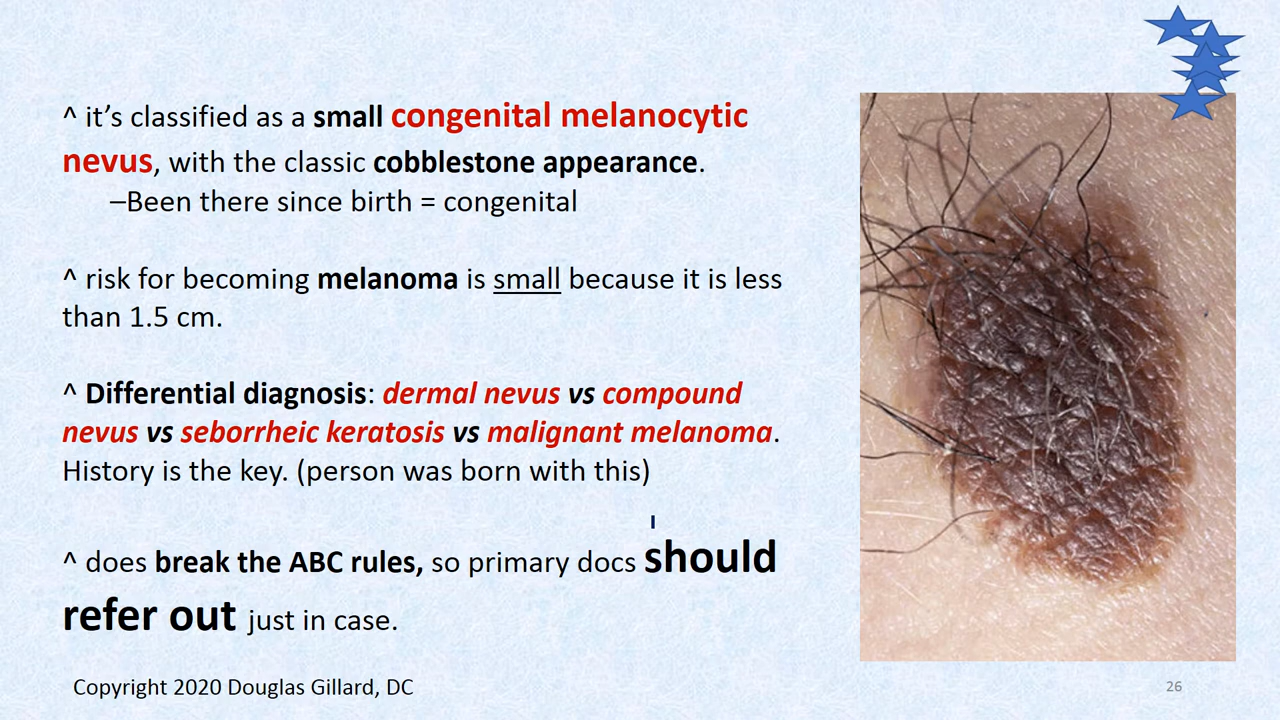 ^ it’s classified as a small congenital melanocytic
nevus, with the classic cobblestone appearance.
–Been there since birth = congenital
^ risk for becoming melanoma is small because it is less
than 1.5 cm.
^ Differential diagnosis: dermal nevus vs compound
nevus vs seborrheic keratosis vs malignant melanoma.
History is the key. (person was born with this)
^ does break the ABC rules, so primary docs should
refer out just in case.
Copyright 2020 Douglas Gillard, DC
26